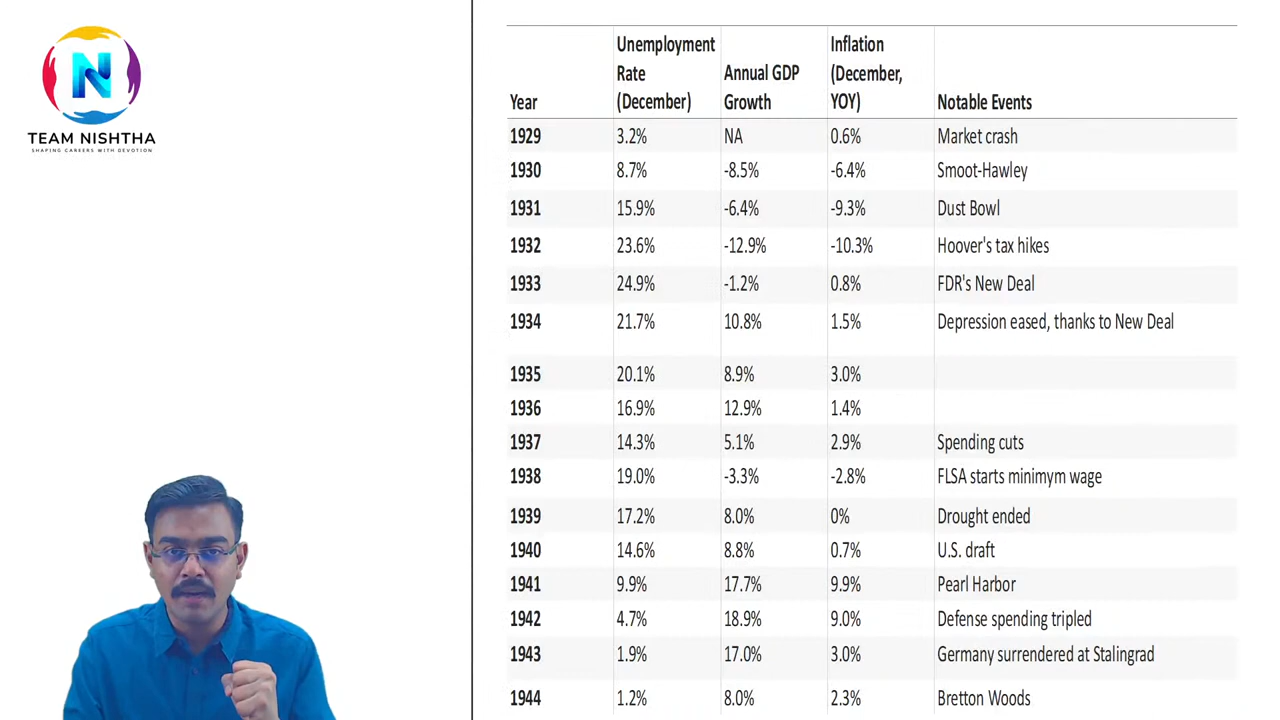 N
TEAM NISHTHA
SHAPING CAREERS WITH DEVOTION
Year Unemployment Rate (December) Annual GDP Growth Inflation (December, YOY) Notable Events
1929 3.2% NA 0.6% Market crash
1930 8.7% -8.5% -6.4% Smoot-Hawley
1931 15.9% -6.4% -9.3% Dust Bowl
1932 23.6% -12.9% -10.3% Hoover's tax hikes
1933 24.9% -1.2% 0.8% FDR's New Deal
1934 21.7% 10.8% 1.5% Depression eased, thanks to New Deal
1935 20.1% 8.9% 3.0%
1936 16.9% 12.9% 1.4%
1937 14.3% 5.1% 2.9% Spending cuts
1938 19.0% -3.3% -2.8% FLSA starts minimym wage
1939 17.2% 8.0% 0% Drought ended
1940 14.6% 8.8% 0.7% U.S. draft
1941 9.9% 17.7% 9.9% Pearl Harbor
1942 4.7% 18.9% 9.0% Defense spending tripled
1943 1.9% 17.0% 3.0% Germany surrendered at Stalingrad
1944 1.2% 8.0% 2.3% Bretton Woods